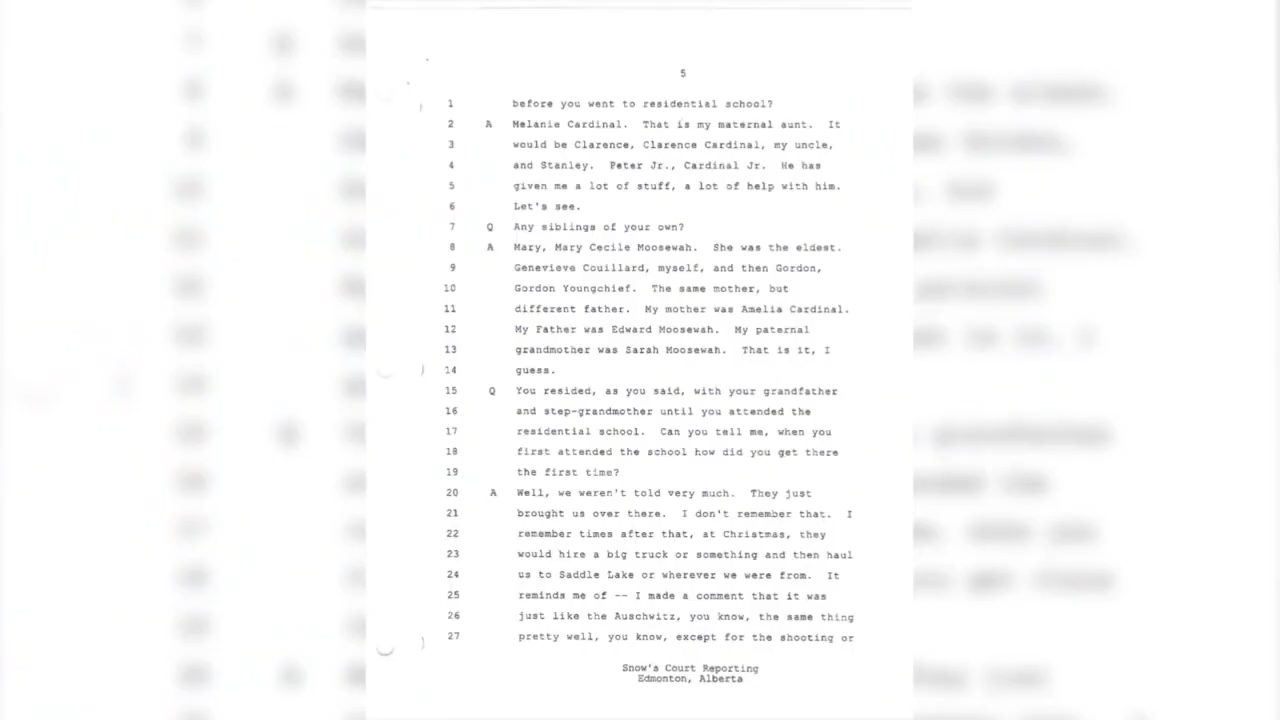 5
1 before you went to residential school?
2 A Melanie Cardinal. That is my maternal aunt. It
3 would be Clarence, Clarence Cardinal, my uncle,
4 and Stanley. Peter Jr., Cardinal Jr. He has
5 given me a lot of stuff, a lot of help with him.
6 Let's see.
7 Q Any siblings of your own?
8 A Mary, Mary Cecile Moosewah. She was the eldest.
9 Genevieve Couillard, myself, and then Gordon,
10 Gordon Youngchief. The same mother, but
11 different father. My mother was Amelia Cardinal.
12 My Father was Edward Moosewah. My paternal
13 grandmother was Sarah Moosewah. That is it, I
14 guess.
15 Q You resided, as you said, with your grandfather
16 and step-grandmother until you attended the
17 residential school. Can you tell me, when you
18 first attended the school how did you get there
19 the first time?
20 A Well, we weren't told very much. They just
21 brought us over there. I don't remember that. I
22 remember times after that, at Christmas, they
23 would hire a big truck or something and then haul
24 us to Saddle Lake or wherever we were from. It
25 reminds me of -- I made a comment that it was
26 just like the Auschwitz, you know, the same thing
27 pretty well, you know, except for the shooting or
Snow's Court Reporting
Edmonton, Alberta